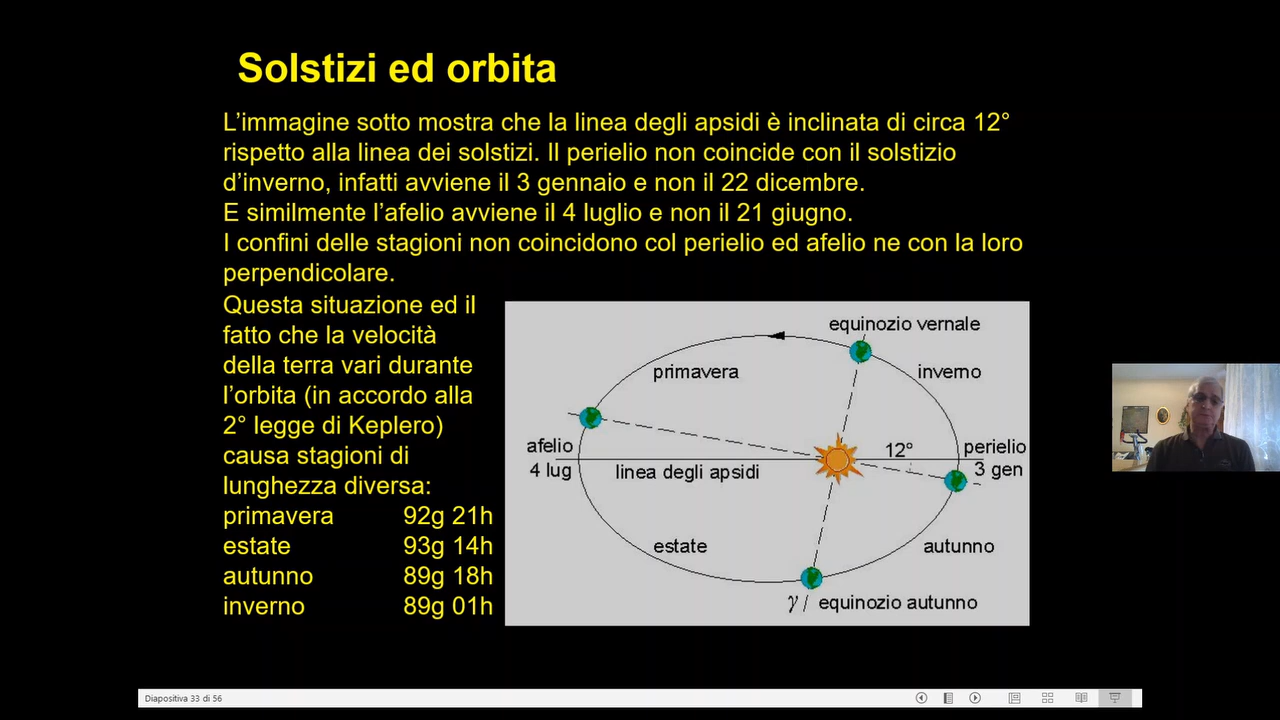 Solstizi ed orbita
L’immagine sotto mostra che la linea degli apsidi è inclinata di circa 12°
rispetto alla linea dei solstizi. Il perielio non coincide con il solstizio
d’inverno, infatti avviene il 3 gennaio e non il 22 dicembre.
E similmente l’afelio avviene il 4 luglio e non il 21 giugno.
I confini delle stagioni non coincidono col perielio ed afelio ne con la loro
perpendicolare.
Questa situazione ed il
fatto che la velocità
della terra vari durante
l’orbita (in accordo alla
2° legge di Keplero)
causa stagioni di
lunghezza diversa:
primavera 92g 21h
estate 93g 14h
autunno 89g 18h
inverno 89g 01h
equinozio vernale
primavera
inverno
afelio
4 lug
linea degli apsidi
12°
perielio
3 gen
estate
autunno
γ / equinozio autunno
Diapositiva 33 di 56